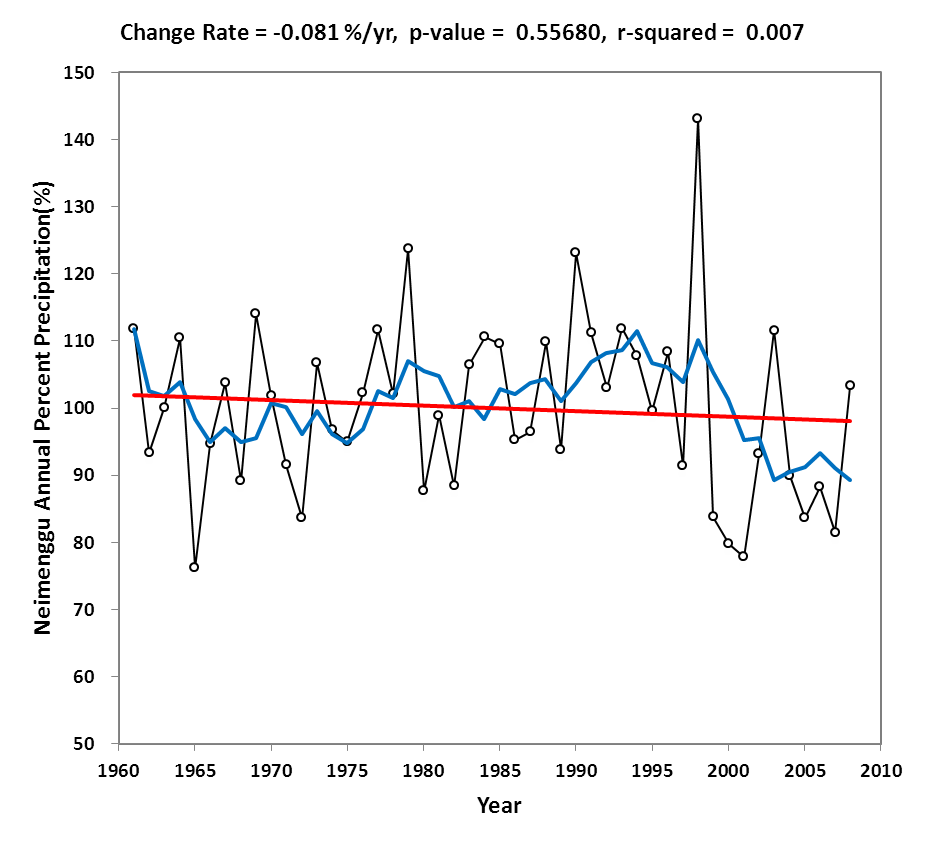 Change Rate = -0.081 %/yr, p-value = 0.55680, r-squared = 0.007
150
140
130
120
110
100
90
80
70
60
50
Neimenggu Annual Percent Precipitation(%)
1960 1965 1970 1975 1980 1985 1990 1995 2000 2005 2010
Year